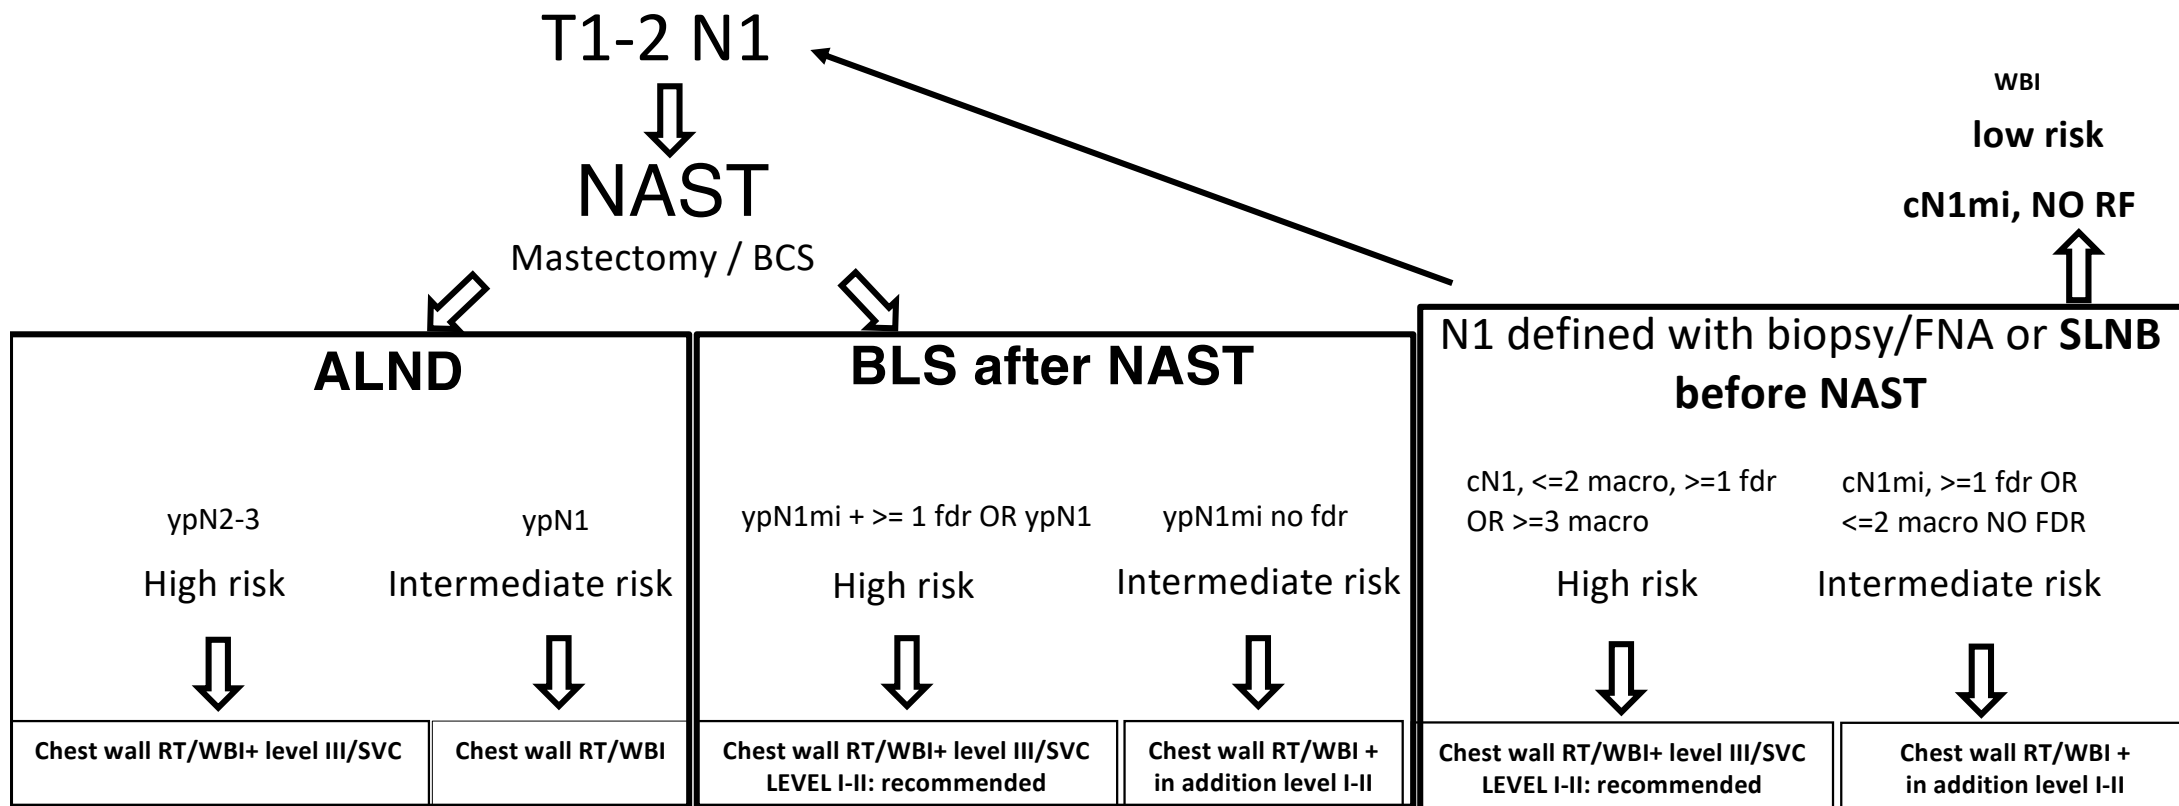 T1-2 N1
NAST
Mastectomy / BCS
WBI
low risk
cN1mi, NO RF
ALND
ypN2-3
High risk
ypN1
Intermediate risk
Chest wall RT/WBI+ level III/SVC
Chest wall RT/WBI
BLS after NAST
ypN1mi + >= 1 fdr OR ypN1
High risk
ypN1mi no fdr
Intermediate risk
Chest wall RT/WBI+ level III/SVC
LEVEL I-II: recommended
Chest wall RT/WBI +
in addition level I-II
N1 defined with biopsy/FNA or SLNB
before NAST
cN1, <=2 macro, >=1 fdr
OR >=3 macro
High risk
cN1mi, >=1 fdr OR
<=2 macro NO FDR
Intermediate risk
Chest wall RT/WBI+ level III/SVC
LEVEL I-II: recommended
Chest wall RT/WBI +
in addition level I-II